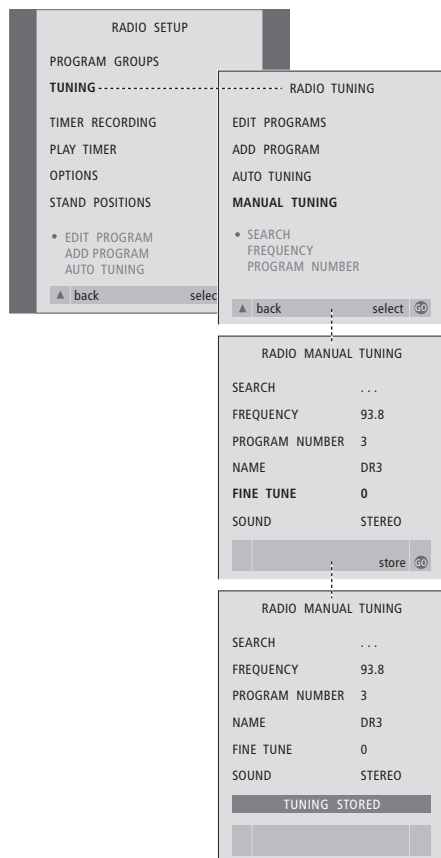 RADIO SETUP
PROGRAM GROUPS
TUNING
TIMER RECORDING
PLAY TIMER
OPTIONS
STAND POSITIONS
• EDIT PROGRAM
ADD PROGRAM
AUTO TUNING
▲ back selec
RADIO TUNING
EDIT PROGRAMS
ADD PROGRAM
AUTO TUNING
MANUAL TUNING
• SEARCH
FREQUENCY
PROGRAM NUMBER
▲ back select GO
RADIO MANUAL TUNING
SEARCH ...
FREQUENCY 93.8
PROGRAM NUMBER 3
NAME DR3
FINE TUNE 0
SOUND STEREO
store GO
RADIO MANUAL TUNING
SEARCH ...
FREQUENCY 93.8
PROGRAM NUMBER 3
NAME DR3
FINE TUNE 0
SOUND STEREO
TUNING STORED